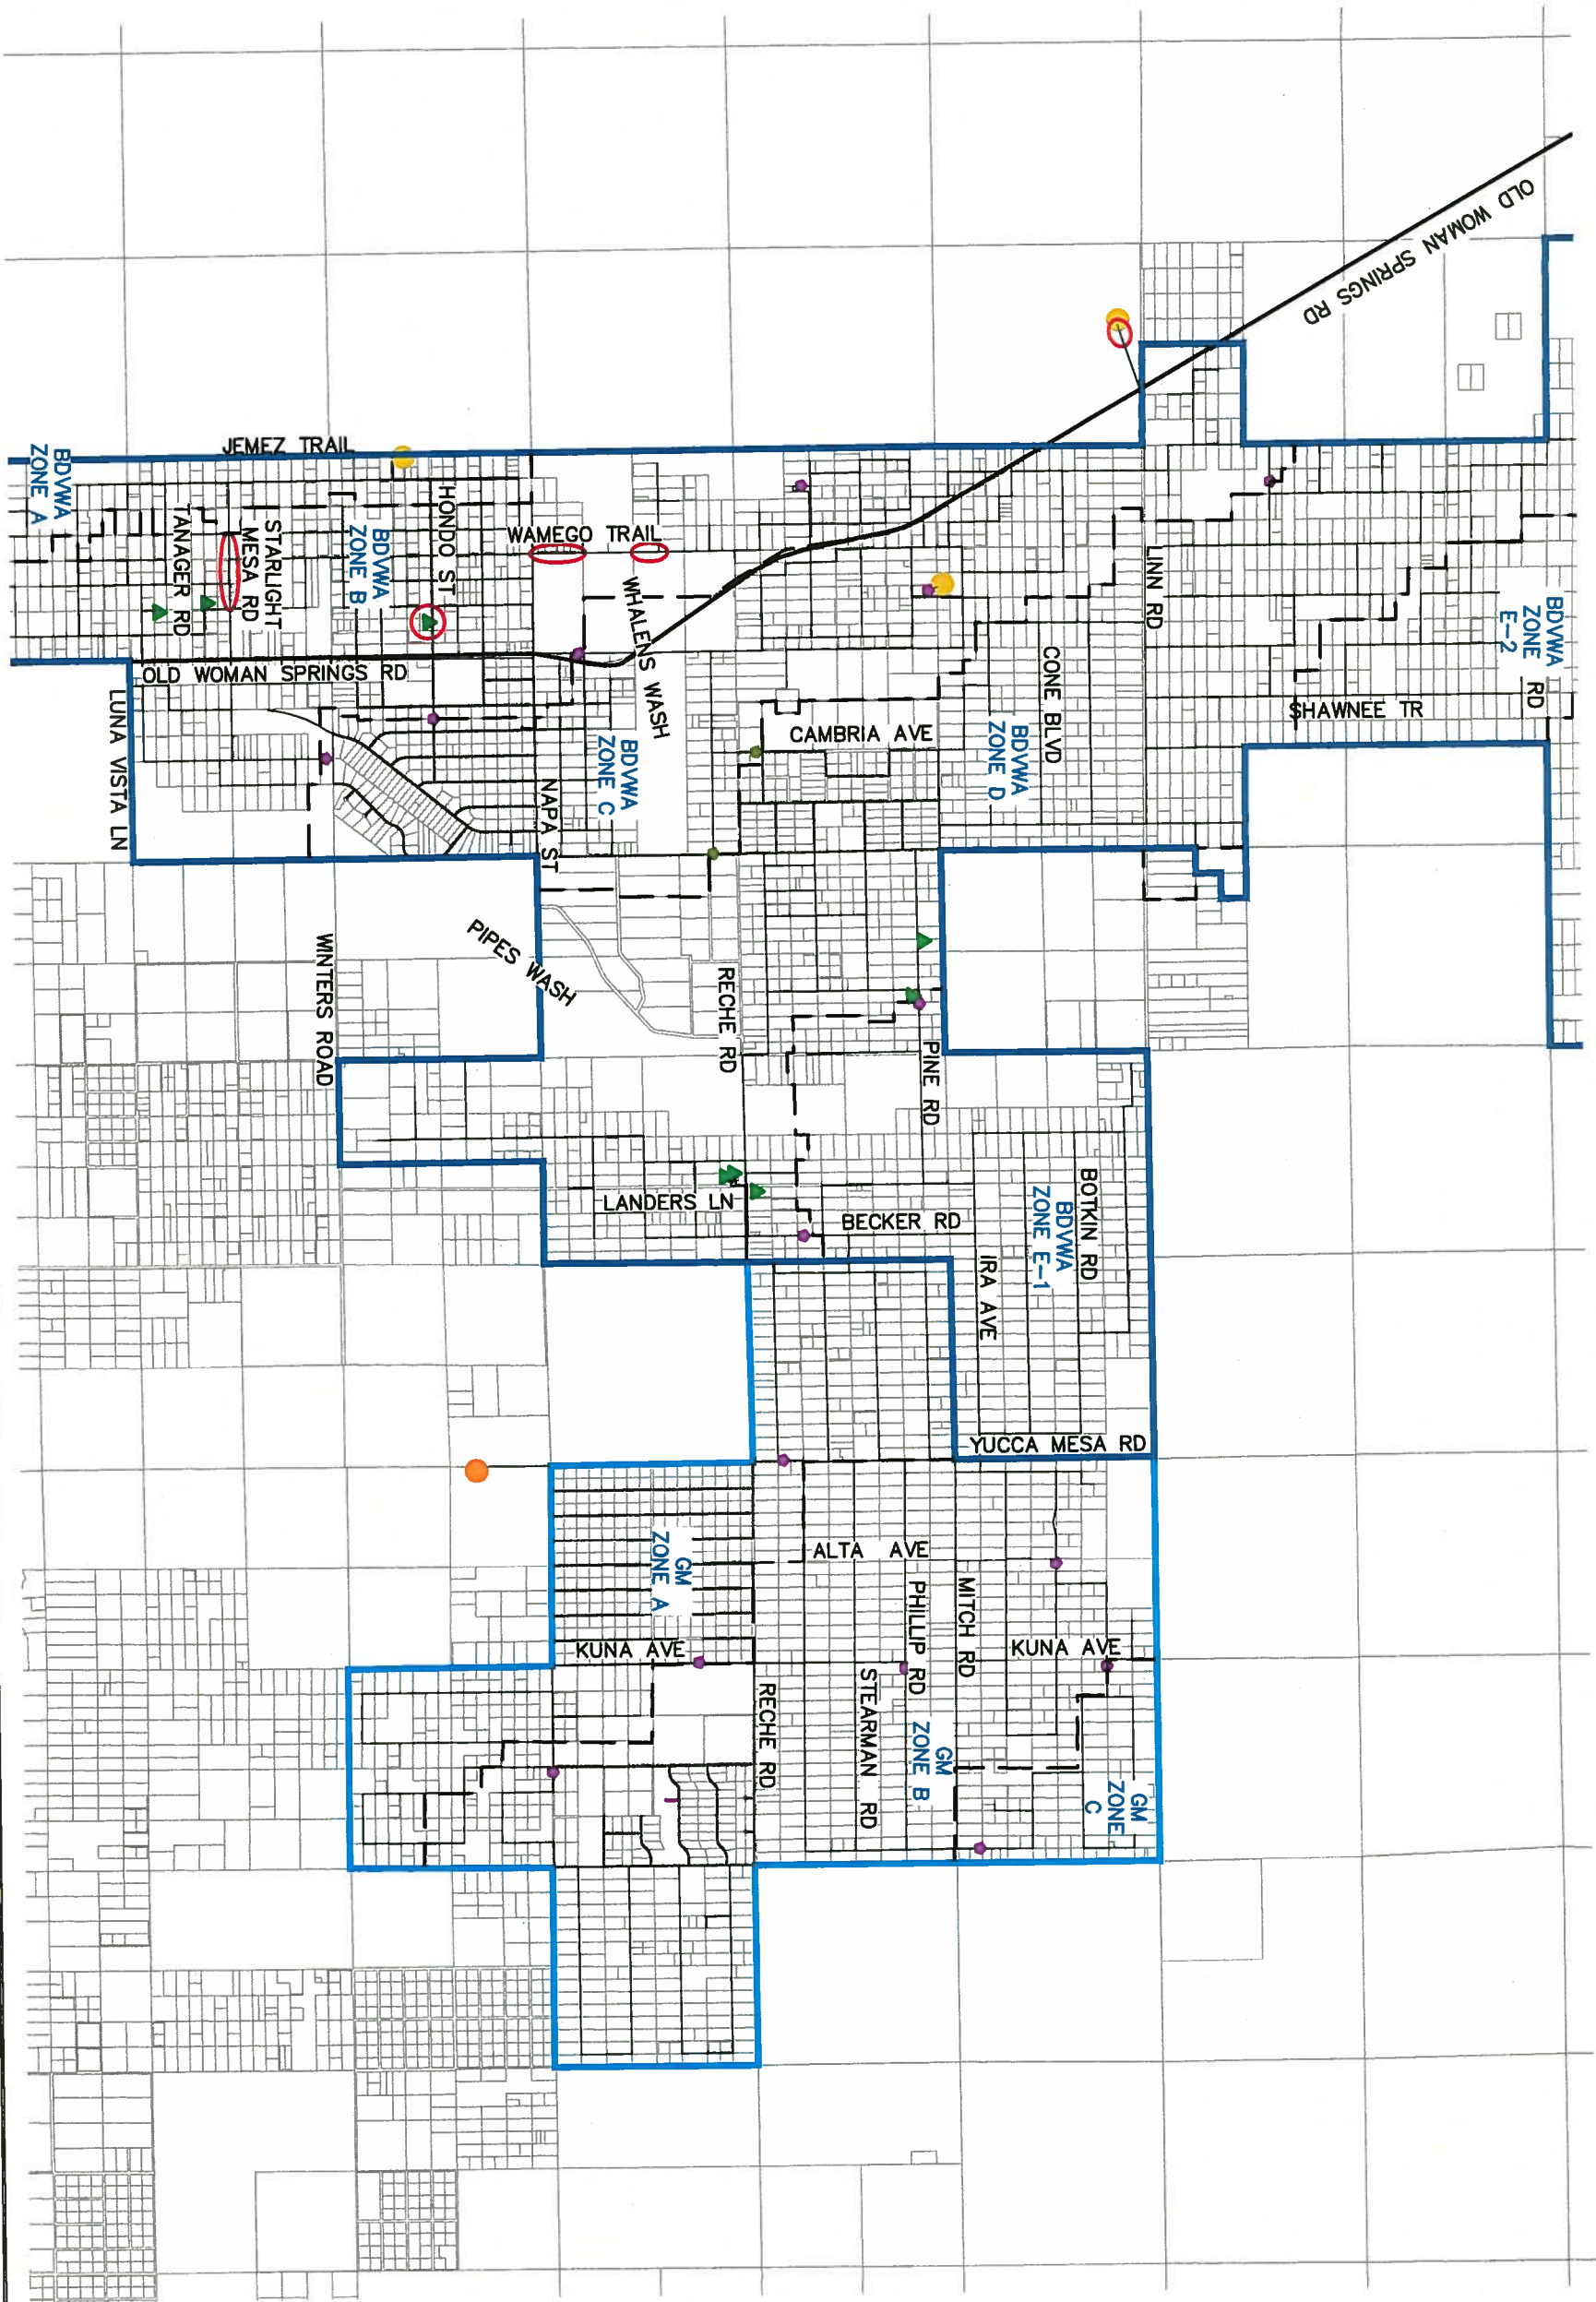 OLD WOMAN SPRINGS RD
JEMEZ TRAIL
BDVWA
ZONE A
TANAGER RD
STARLIGHT
MESA RD
BDVWA
ZONE B
HONDO ST
WAMEGO TRAIL
WHALENS WASH
LINN RD
BDVWA
ZONE
E-2
RD
OLD WOMAN SPRINGS RD
LUNA VISTA LN
NAPA ST
BDVWA
ZONE C
CAMBRIA AVE
BDVWA
ZONE D
CONE BLVD
SHAWNEE TR
WINTERS ROAD
PIPES WASH
RECHE RD
PINE RD
LANDERS LN
BECKER RD
IRA AVE
BDVWA
ZONE E-1
BOTKIN RD
YUCCA MESA RD
GM
ZONE A
ALTA AVE
PHILLIP RD
MITCH RD
KUNA AVE
KUNA AVE
RECHE RD
STEARMAN RD
GM
ZONE B
GM
ZONE
C